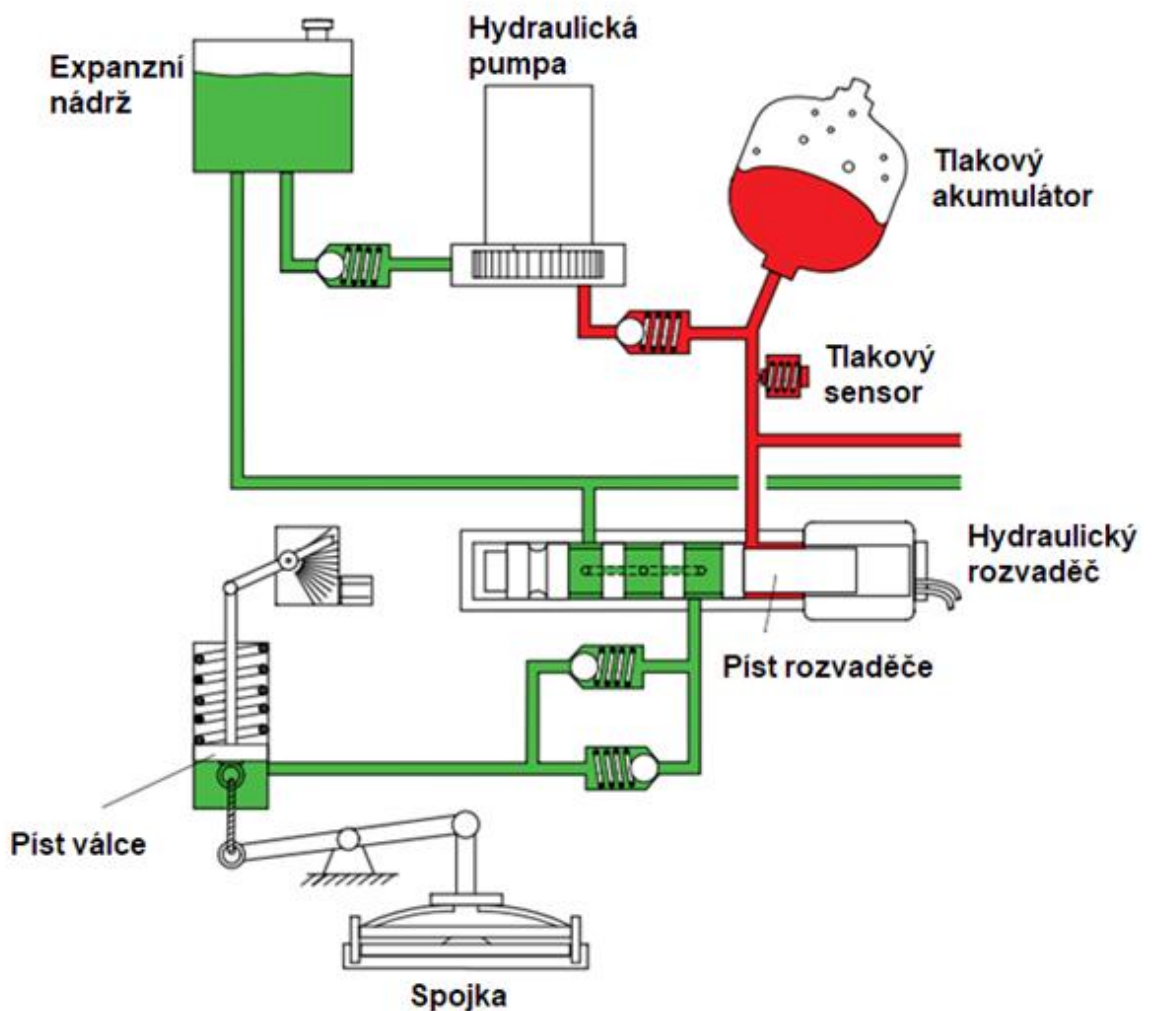 Expanzní
nádrž
Hydraulická
pumpa
Tlakový
akumulátor
Tlakový
sensor
Hydraulický
rozvaděč
Píst rozvaděče
Píst válce
Spojka